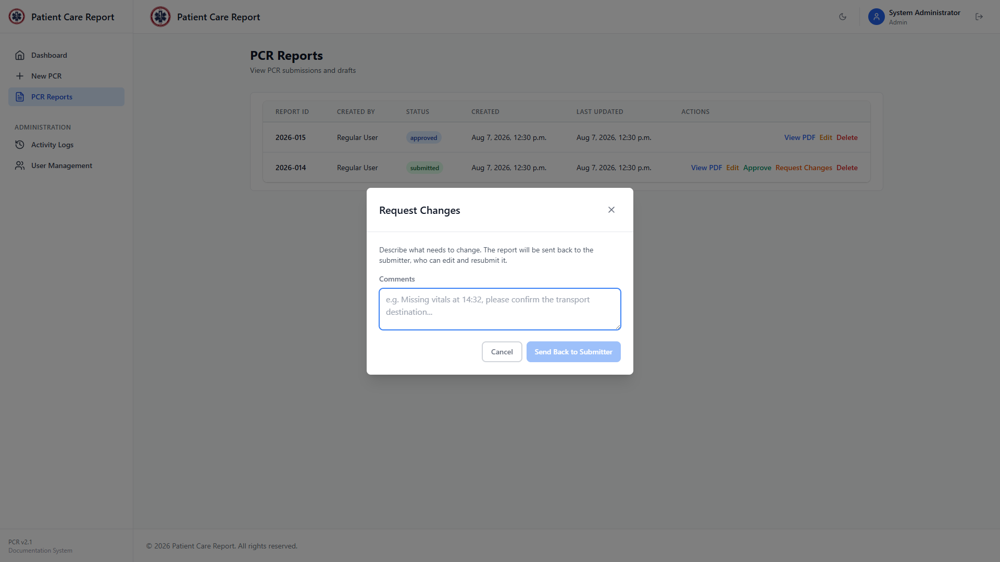 Patient Care Report
Patient Care Report
System Administrator
Admin
Dashboard
New PCR
PCR Reports
ADMINISTRATION
Activity Logs
User Management
PCR Reports
View PCR submissions and drafts
REPORT ID CREATED BY STATUS CREATED LAST UPDATED ACTIONS
2026-015 Regular User approved Aug 7, 2026, 12:30 p.m. Aug 7, 2026, 12:30 p.m. View PDF Edit Delete
2026-014 Regular User submitted Aug 7, 2026, 12:30 p.m. Aug 7, 2026, 12:30 p.m. View PDF Edit Approve Request Changes Delete
Request Changes
Describe what needs to change. The report will be sent back to the
submitter, who can edit and resubmit it.
Comments
e.g. Missing vitals at 14:32, please confirm the transport
destination...
Cancel Send Back to Submitter
PCR v2.1
Documentation System
© 2026 Patient Care Report. All rights reserved.